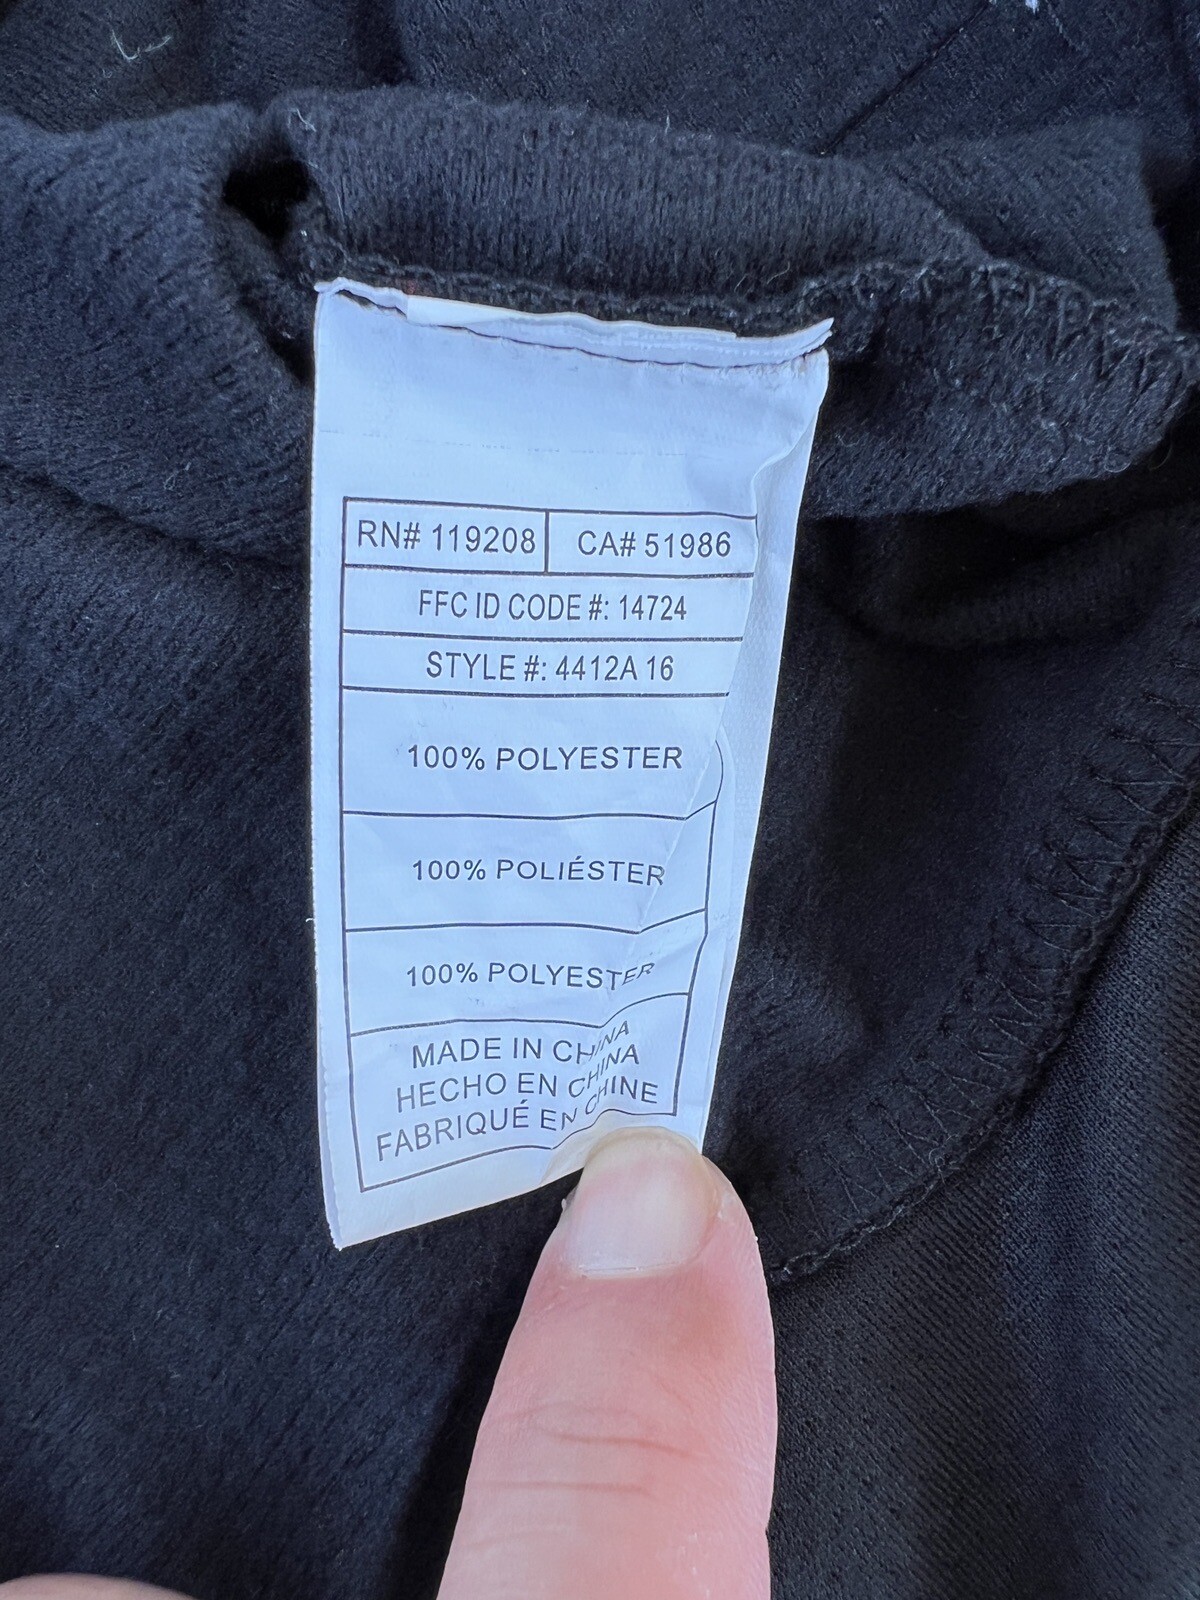 RN# 119208 CA# 51986
FFC ID CODE #: 14724
STYLE #: 4412A 16
100% POLYESTER
100% POLIÉSTER
100% POLYESTER
MADE IN CHINA
HECHO EN CHINA
FABRIQUÉ EN CHINE